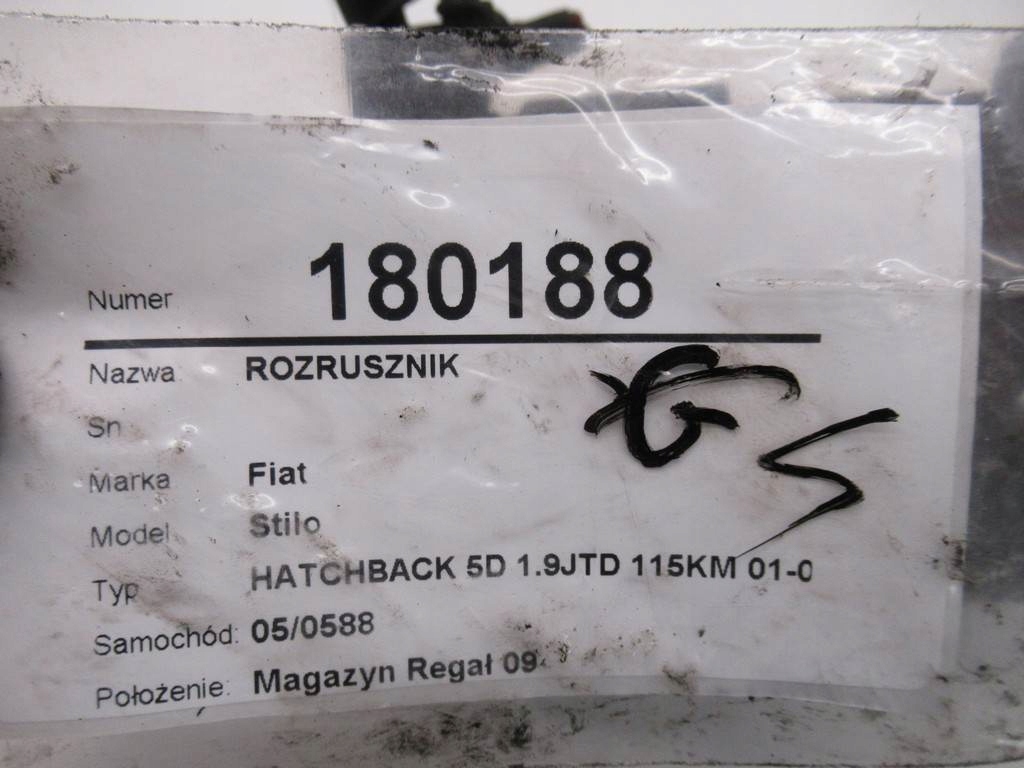 Numer 180188
Nazwa ROZRUSZNIK
Sn
Marka Fiat
Model Stilo
Typ HATCHBACK 5D 1.9JTD 115KM 01-0
Samochód: 05/0588
Położenie: Magazyn Regał 09